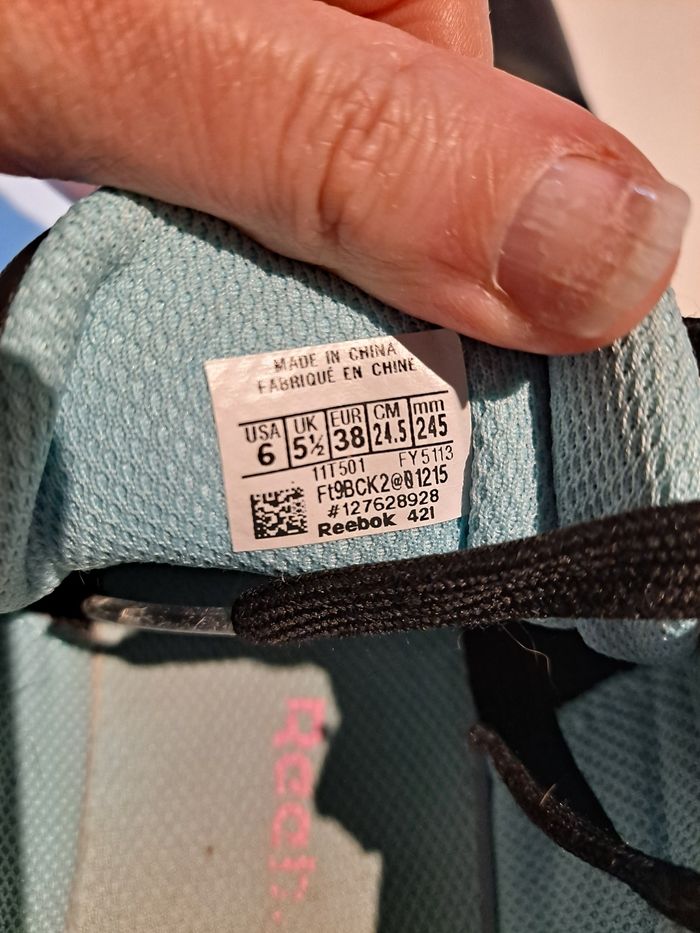 MADE IN CHINA
FABRIQUÉ EN CHINE
USA UK EUR CM mm
6 5½ 38 24.5 245
11T501 FY5113
Ft9BCK2@01215
#127628928
Reebok 421